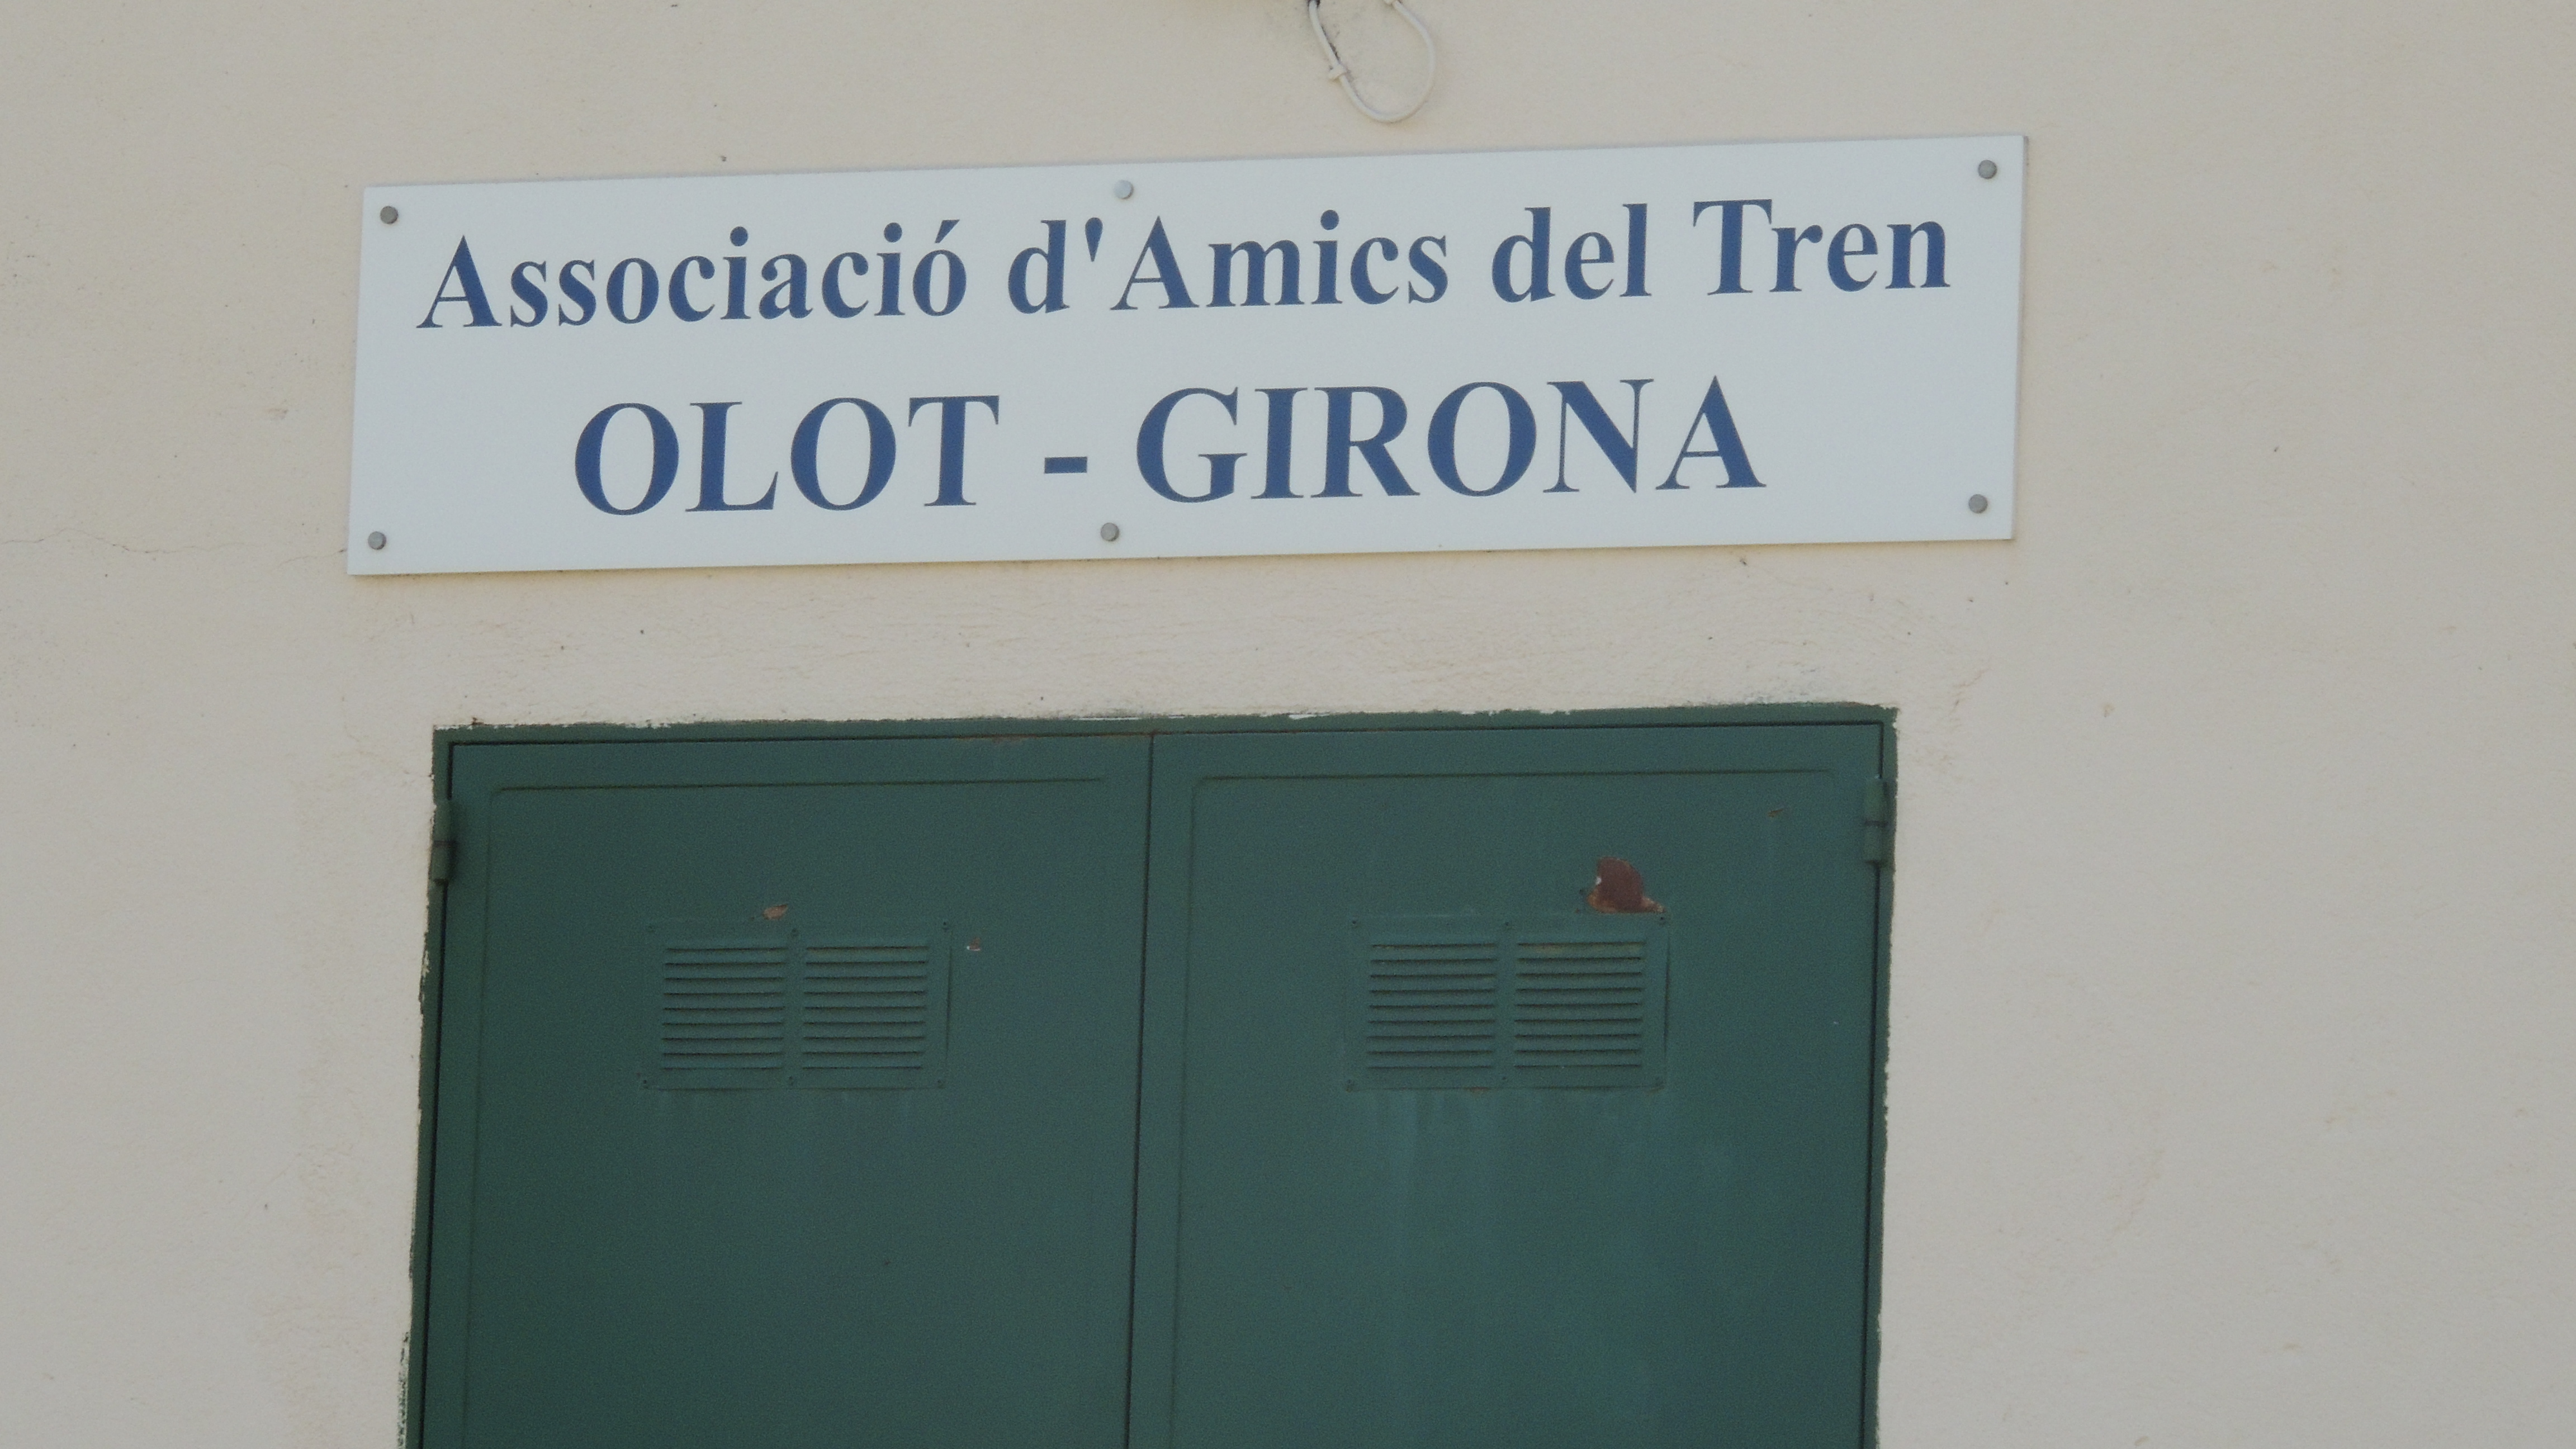 Associació d'Amics del Tren
OLOT - GIRONA